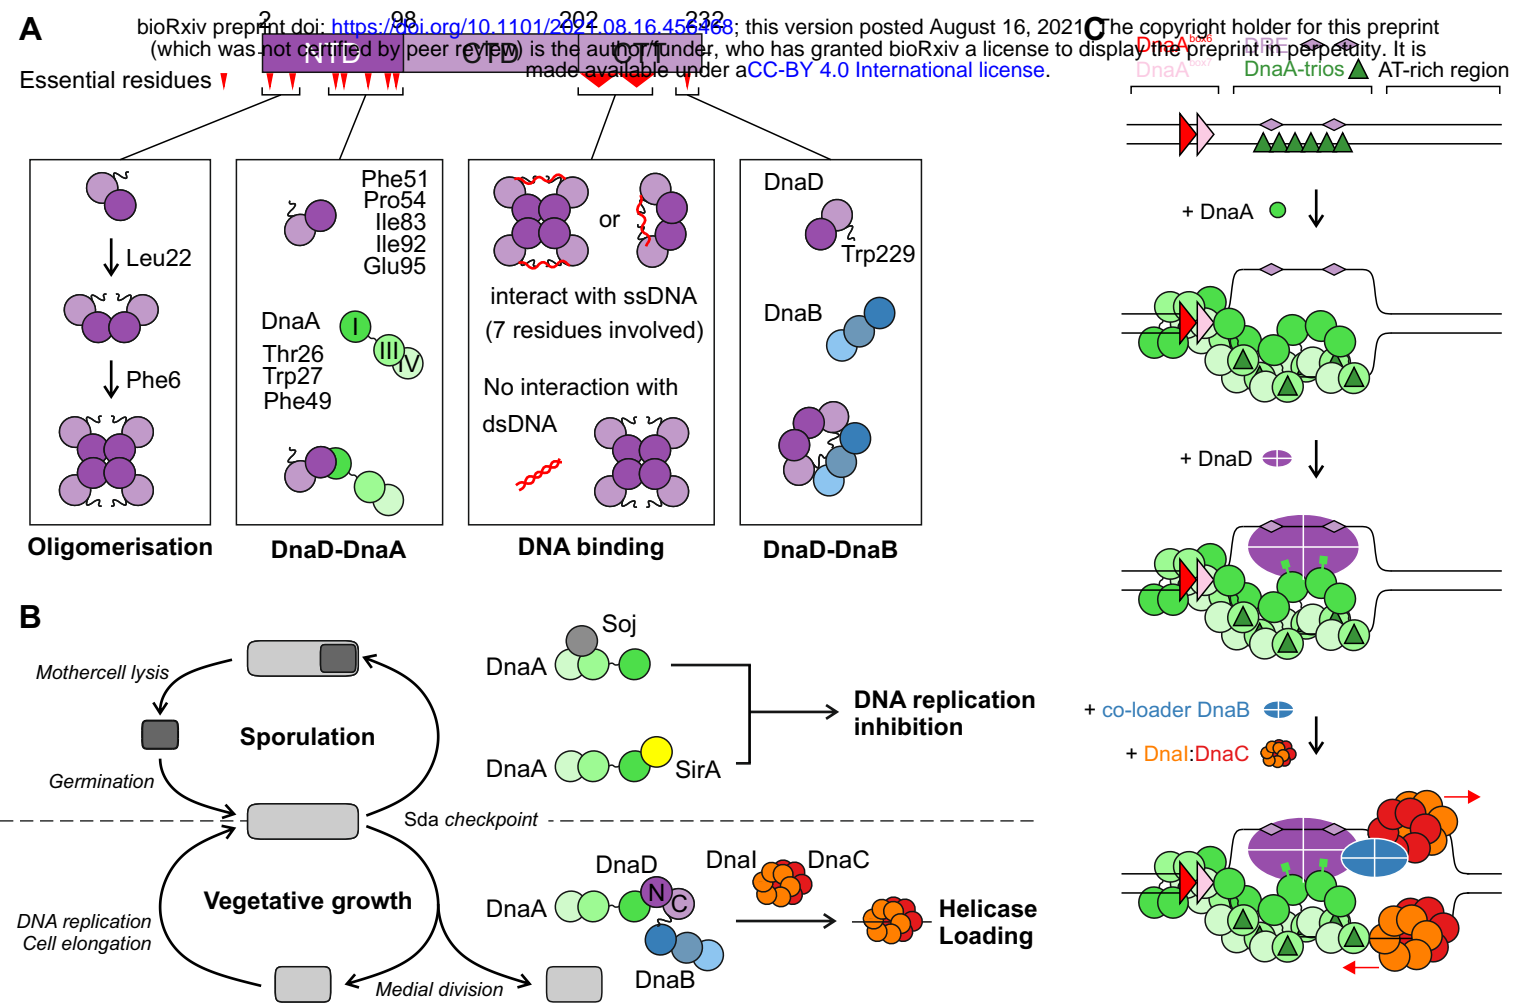 A
2
98
202
232
C
bioRxiv preprint doi: https://doi.org/10.1101/2021.08.16.456468; this version posted August 16, 2021. The copyright holder for this preprint
(which was not certified by peer review) is the author/funder, who has granted bioRxiv a license to display the preprint in perpetuity. It is
made available under aCC-BY 4.0 International license.
NTD
CTD
CTT
Essential residues
DnaAbox6
DRE
DnaAbox7
DnaA-trios
AT-rich region
Leu22
Phe6
Oligomerisation
Phe51
Pro54
Ile83
Ile92
Glu95
DnaA
I
III
IV
Thr26
Trp27
Phe49
DnaD-DnaA
or
interact with ssDNA
(7 residues involved)
No interaction with
dsDNA
DNA binding
DnaD
Trp229
DnaB
DnaD-DnaB
+ DnaA
+ DnaD
+ co-loader DnaB
+ DnaI:DnaC
B
Mothercell lysis
Sporulation
Germination
Sda checkpoint
Vegetative growth
DNA replication
Cell elongation
Medial division
Soj
DnaA
DnaA
SirA
DNA replication
inhibition
DnaD
DnaI
DnaC
DnaA
N
C
DnaB
Helicase
Loading